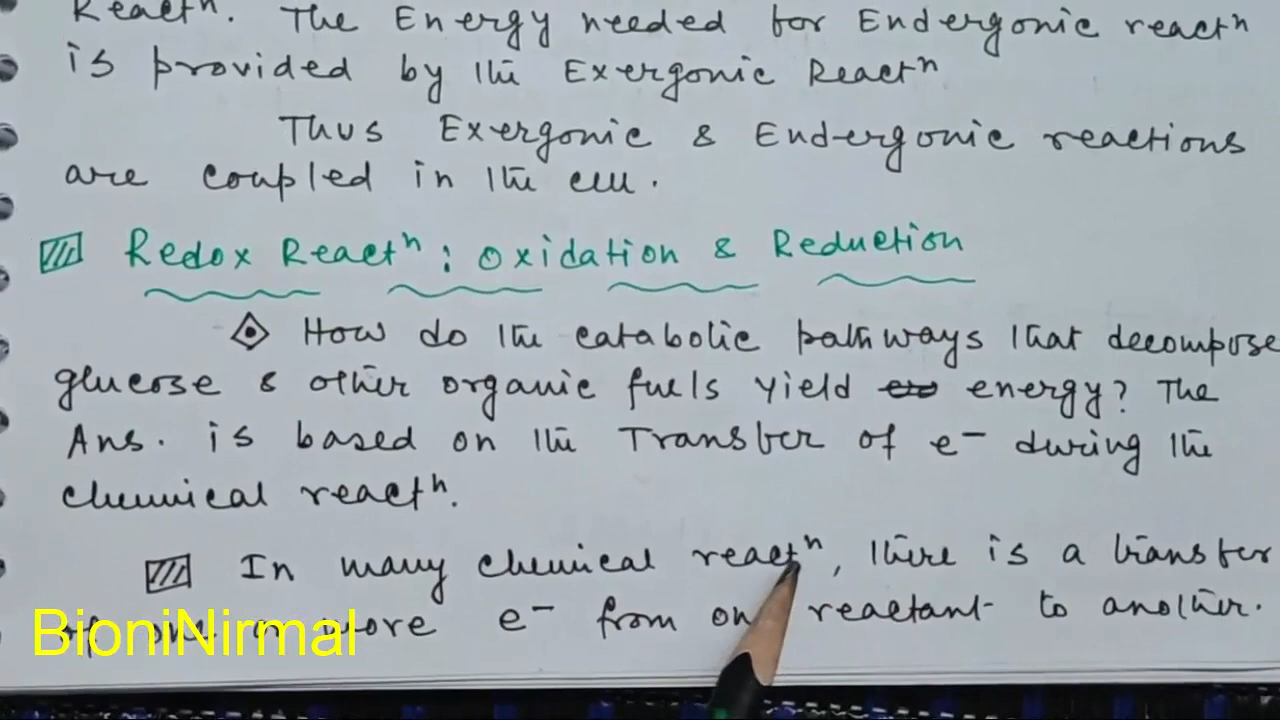 Reactⁿ. The Energy needed for Endergonic reactⁿ
is provided by the Exergonic Reactⁿ
Thus Exergonic & Endergonic reactions
are coupled in the cell.
Redox Reactⁿ : Oxidation & Reduction
How do the catabolic pathways that decompose
glucose & other organic fuels yield energy? The
Ans. is based on the Transfer of e⁻ during the
chemical reactⁿ.
In many chemical reactⁿ, there is a transfer
of one or more e⁻ from one reactant to another.
BioniNirmal